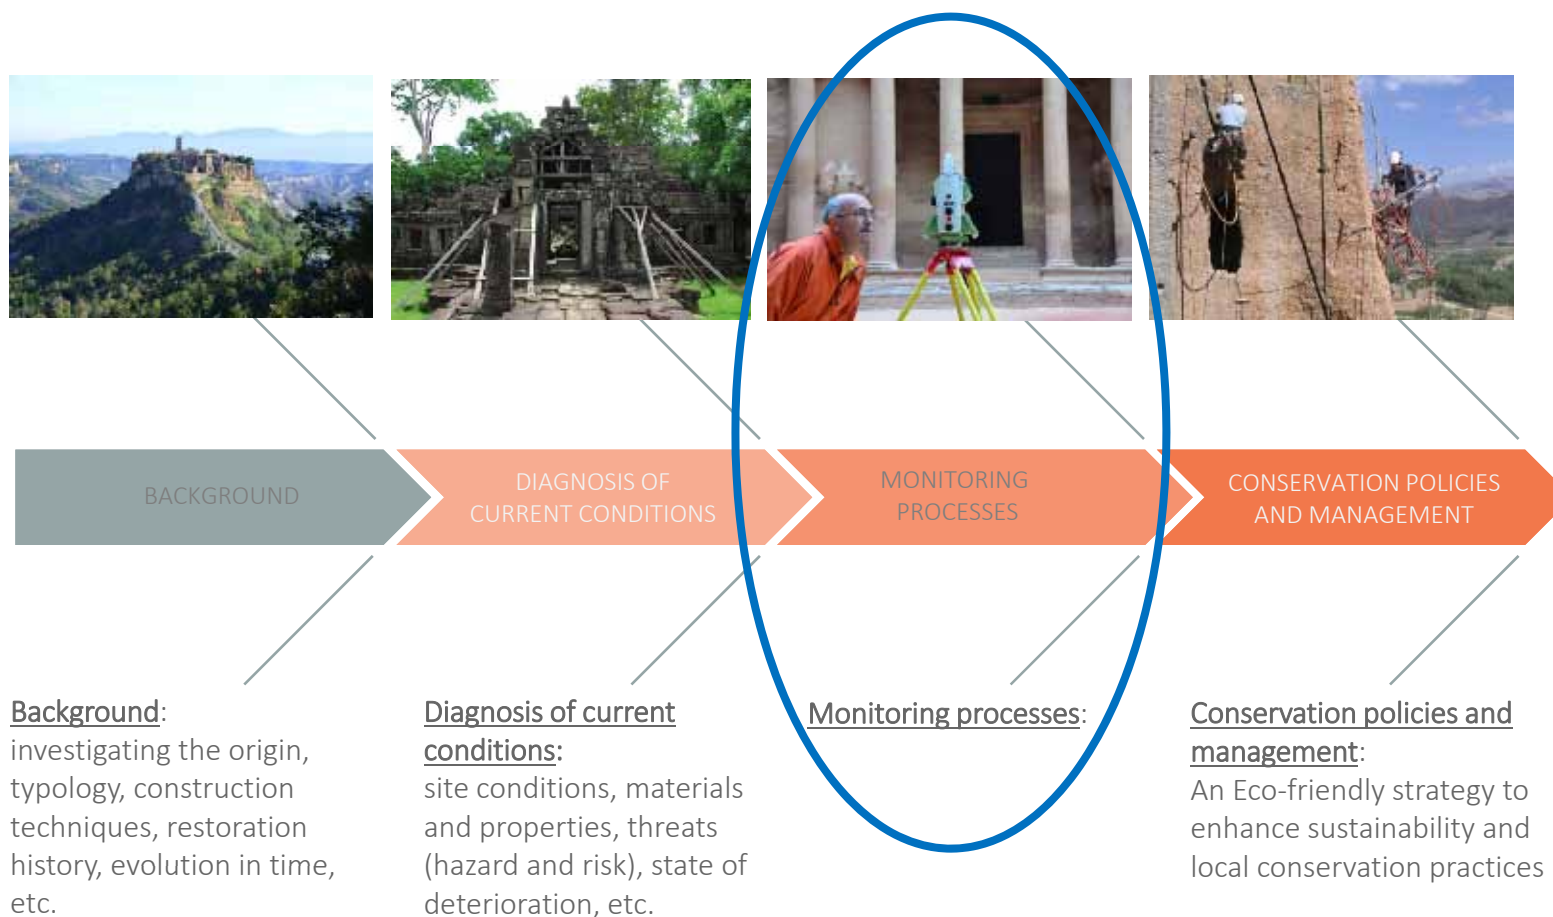 BACKGROUND
DIAGNOSIS OF
CURRENT CONDITIONS
MONITORING
PROCESSES
CONSERVATION POLICIES
AND MANAGEMENT
Background:
investigating the origin,
typology, construction
techniques, restoration
history, evolution in time,
etc.
Diagnosis of current
conditions:
site conditions, materials
and properties, threats
(hazard and risk), state of
deterioration, etc.
Monitoring processes:
Conservation policies and
management:
An Eco-friendly strategy to
enhance sustainability and
local conservation practices